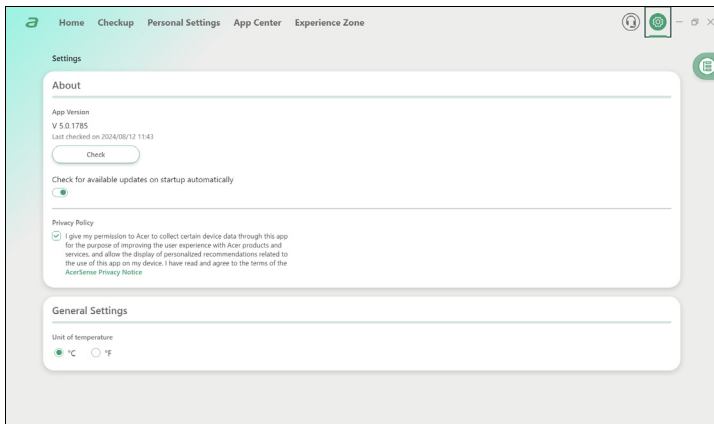 a Home Checkup Personal Settings App Center Experience Zone
Settings
About
App Version
V 5.0.1785
Last checked on 2024/08/12 11:43
Check
Check for available updates on startup automatically
Privacy Policy
I give my permission to Acer to collect certain device data through this app
for the purpose of improving the user experience with Acer products and
services, and allow the display of personalized recommendations related to
the use of this app on my device. I have read and agree to the terms of the
AcerSense Privacy Notice
General Settings
Unit of temperature
°C °F